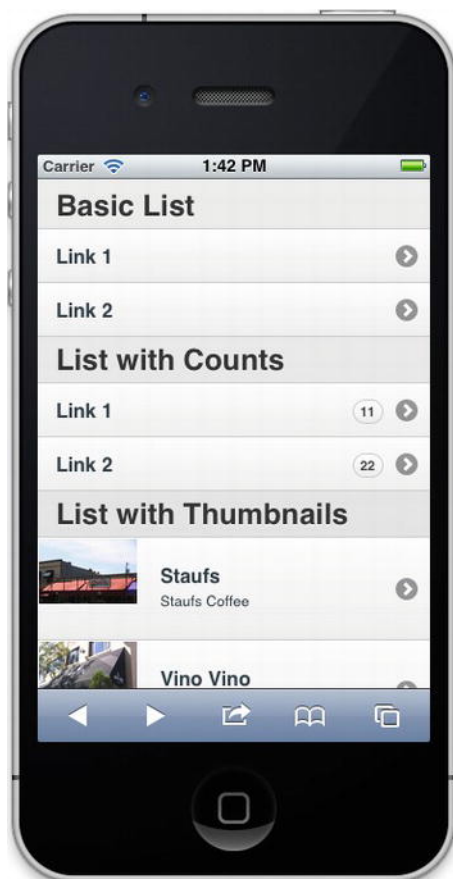 Carrier 1:42 PM
Basic List
Link 1
Link 2
List with Counts
Link 1 11
Link 2 22
List with Thumbnails
Staufs
Staufs Coffee
Vino Vino